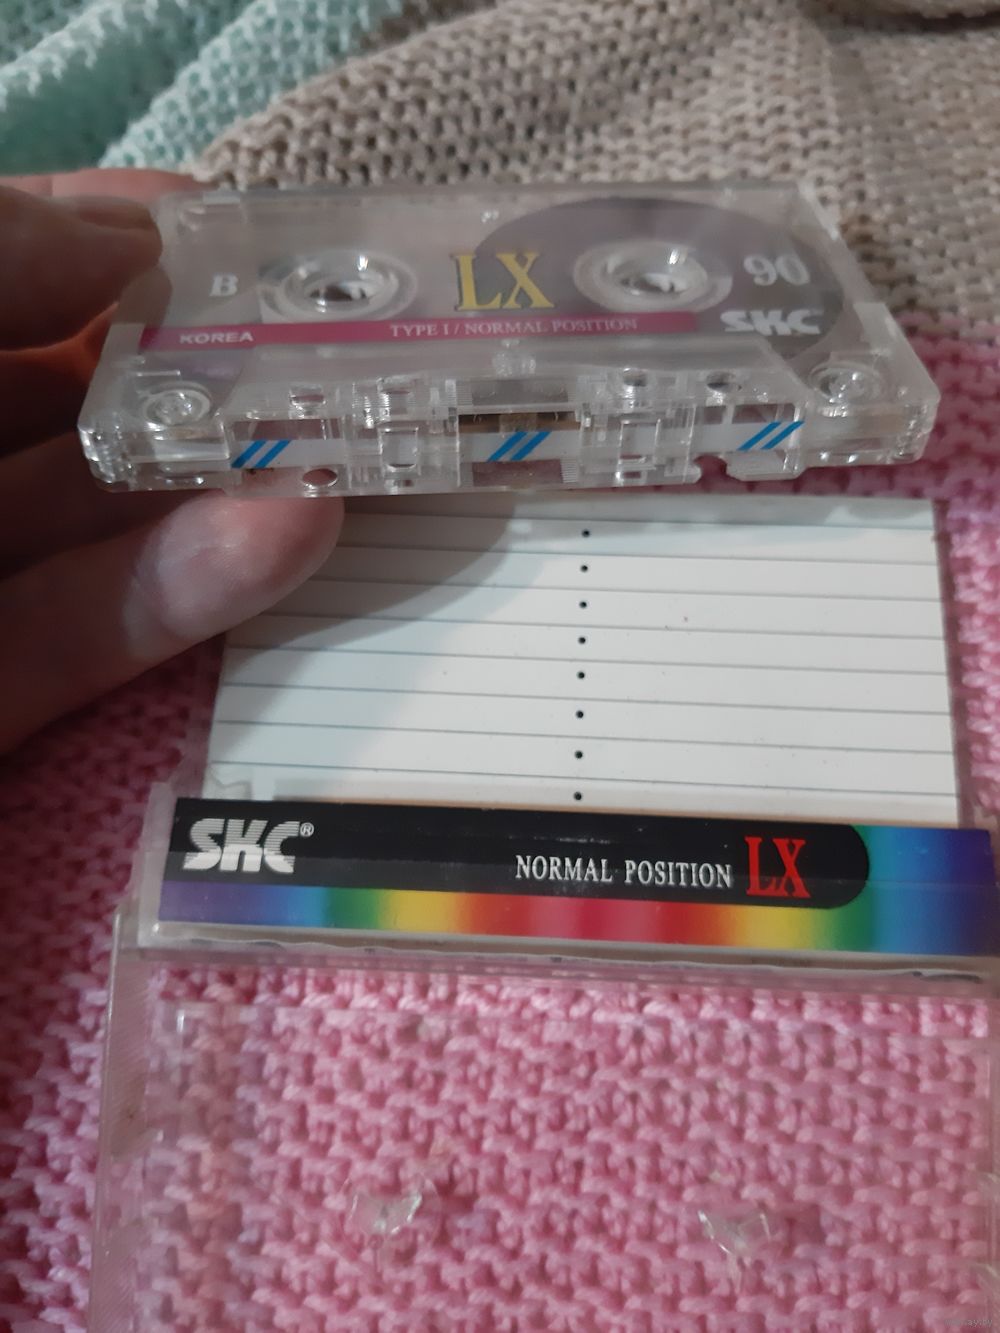 B
LX
90
SKC
KOREA
TYPE I / NORMAL POSITION
SKC®
NORMAL POSITION LX